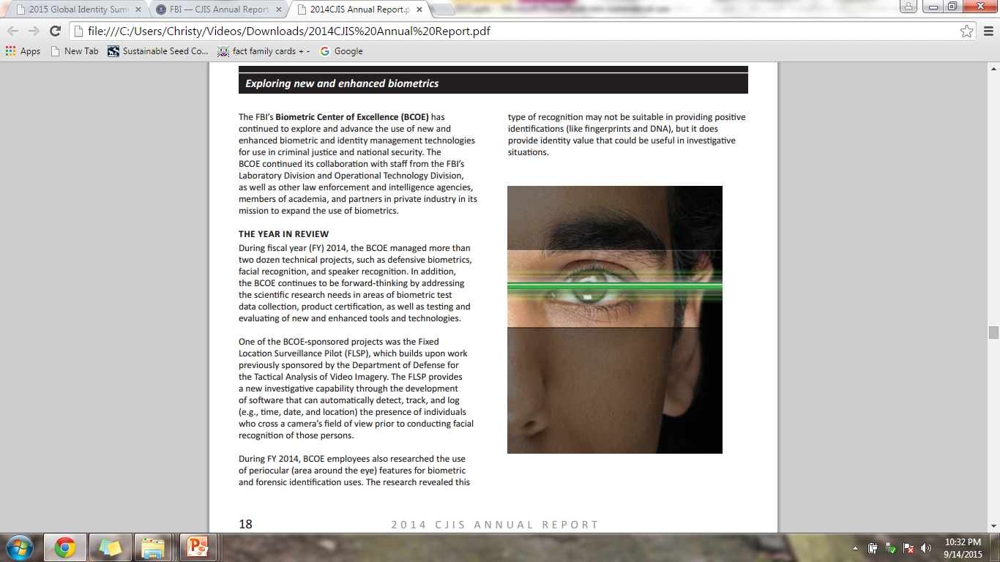 2015 Global Identity Sum
FBI — CJIS Annual Report
2014CJIS Annual Report.p
file:///C:/Users/Christy/Videos/Downloads/2014CJIS%20Annual%20Report.pdf
Apps
New Tab
Sustainable Seed Co...
fact family cards + -
Google
Exploring new and enhanced biometrics
The FBI's Biometric Center of Excellence (BCOE) has
continued to explore and advance the use of new and
enhanced biometric and identity management technologies
for use in criminal justice and national security. The
BCOE continued its collaboration with staff from the FBI's
Laboratory Division and Operational Technology Division,
as well as other law enforcement and intelligence agencies,
members of academia, and partners in private industry in its
mission to expand the use of biometrics.
THE YEAR IN REVIEW
During fiscal year (FY) 2014, the BCOE managed more than
two dozen technical projects, such as defensive biometrics,
facial recognition, and speaker recognition. In addition,
the BCOE continues to be forward-thinking by addressing
the scientific research needs in areas of biometric test
data collection, product certification, as well as testing and
evaluating of new and enhanced tools and technologies.
One of the BCOE-sponsored projects was the Fixed
Location Surveillance Pilot (FLSP), which builds upon work
previously sponsored by the Department of Defense for
the Tactical Analysis of Video Imagery. The FLSP provides
a new investigative capability through the development
of software that can automatically detect, track, and log
(e.g., time, date, and location) the presence of individuals
who cross a camera's field of view prior to conducting facial
recognition of those persons.
During FY 2014, BCOE employees also researched the use
of periocular (area around the eye) features for biometric
and forensic identification uses. The research revealed this
type of recognition may not be suitable in providing positive
identifications (like fingerprints and DNA), but it does
provide identity value that could be useful in investigative
situations.
18
2014 CJIS ANNUAL REPORT
10:32 PM
9/14/2015